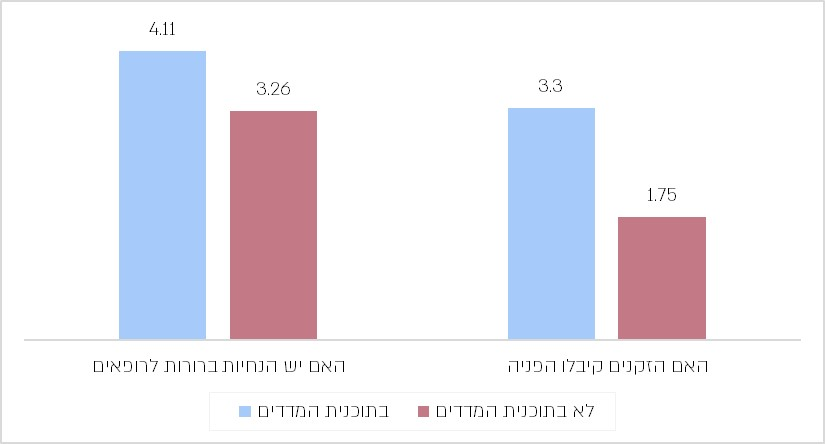 4.11
3.26
3.3
1.75
האם יש הנחיות ברורות לרופאים
האם הזקנים קיבלו הפניה
בתוכנית המדדים
לא בתוכנית המדדים